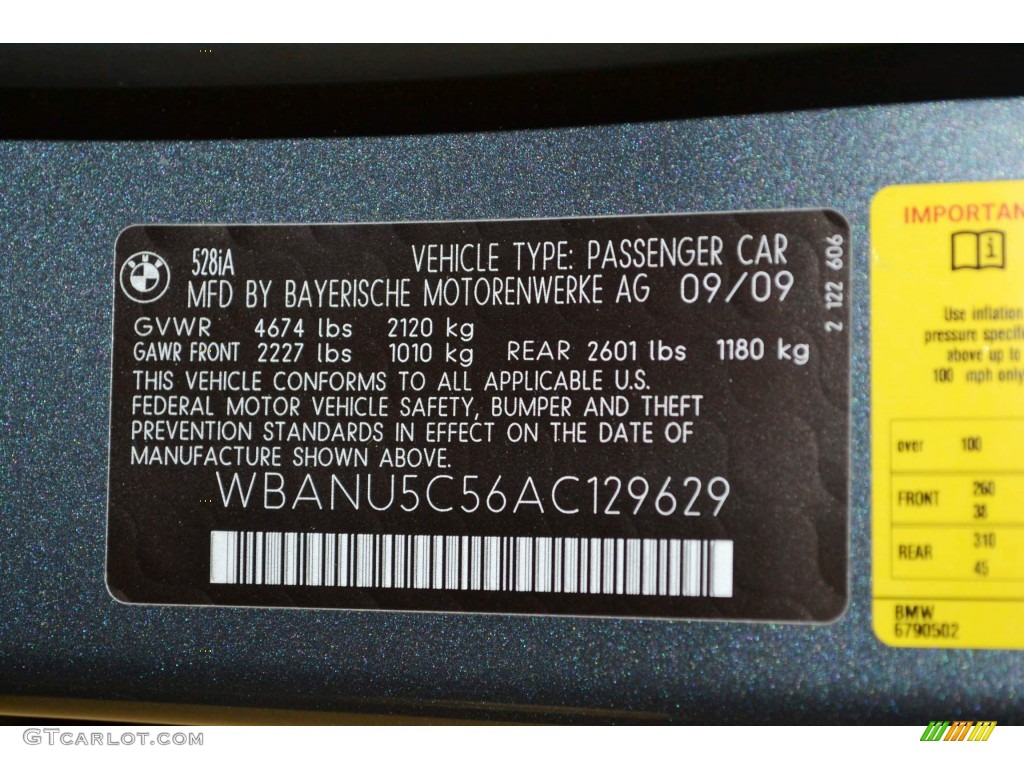 BMW
528iA
VEHICLE TYPE: PASSENGER CAR
MFD BY BAYERISCHE MOTORENWERKE AG 09/09
GVWR 4674 lbs 2120 kg
GAWR FRONT 2227 lbs 1010 kg REAR 2601 lbs 1180 kg
THIS VEHICLE CONFORMS TO ALL APPLICABLE U.S.
FEDERAL MOTOR VEHICLE SAFETY, BUMPER AND THEFT
PREVENTION STANDARDS IN EFFECT ON THE DATE OF
MANUFACTURE SHOWN ABOVE.
WBANU5C56AC129629
2 122 606
IMPORTAN
i
Use inflation
pressure specifie
above up to
100 mph only
over 100
FRONT 260
38
REAR 310
45
BMW
6790502
GTCARLOT.COM